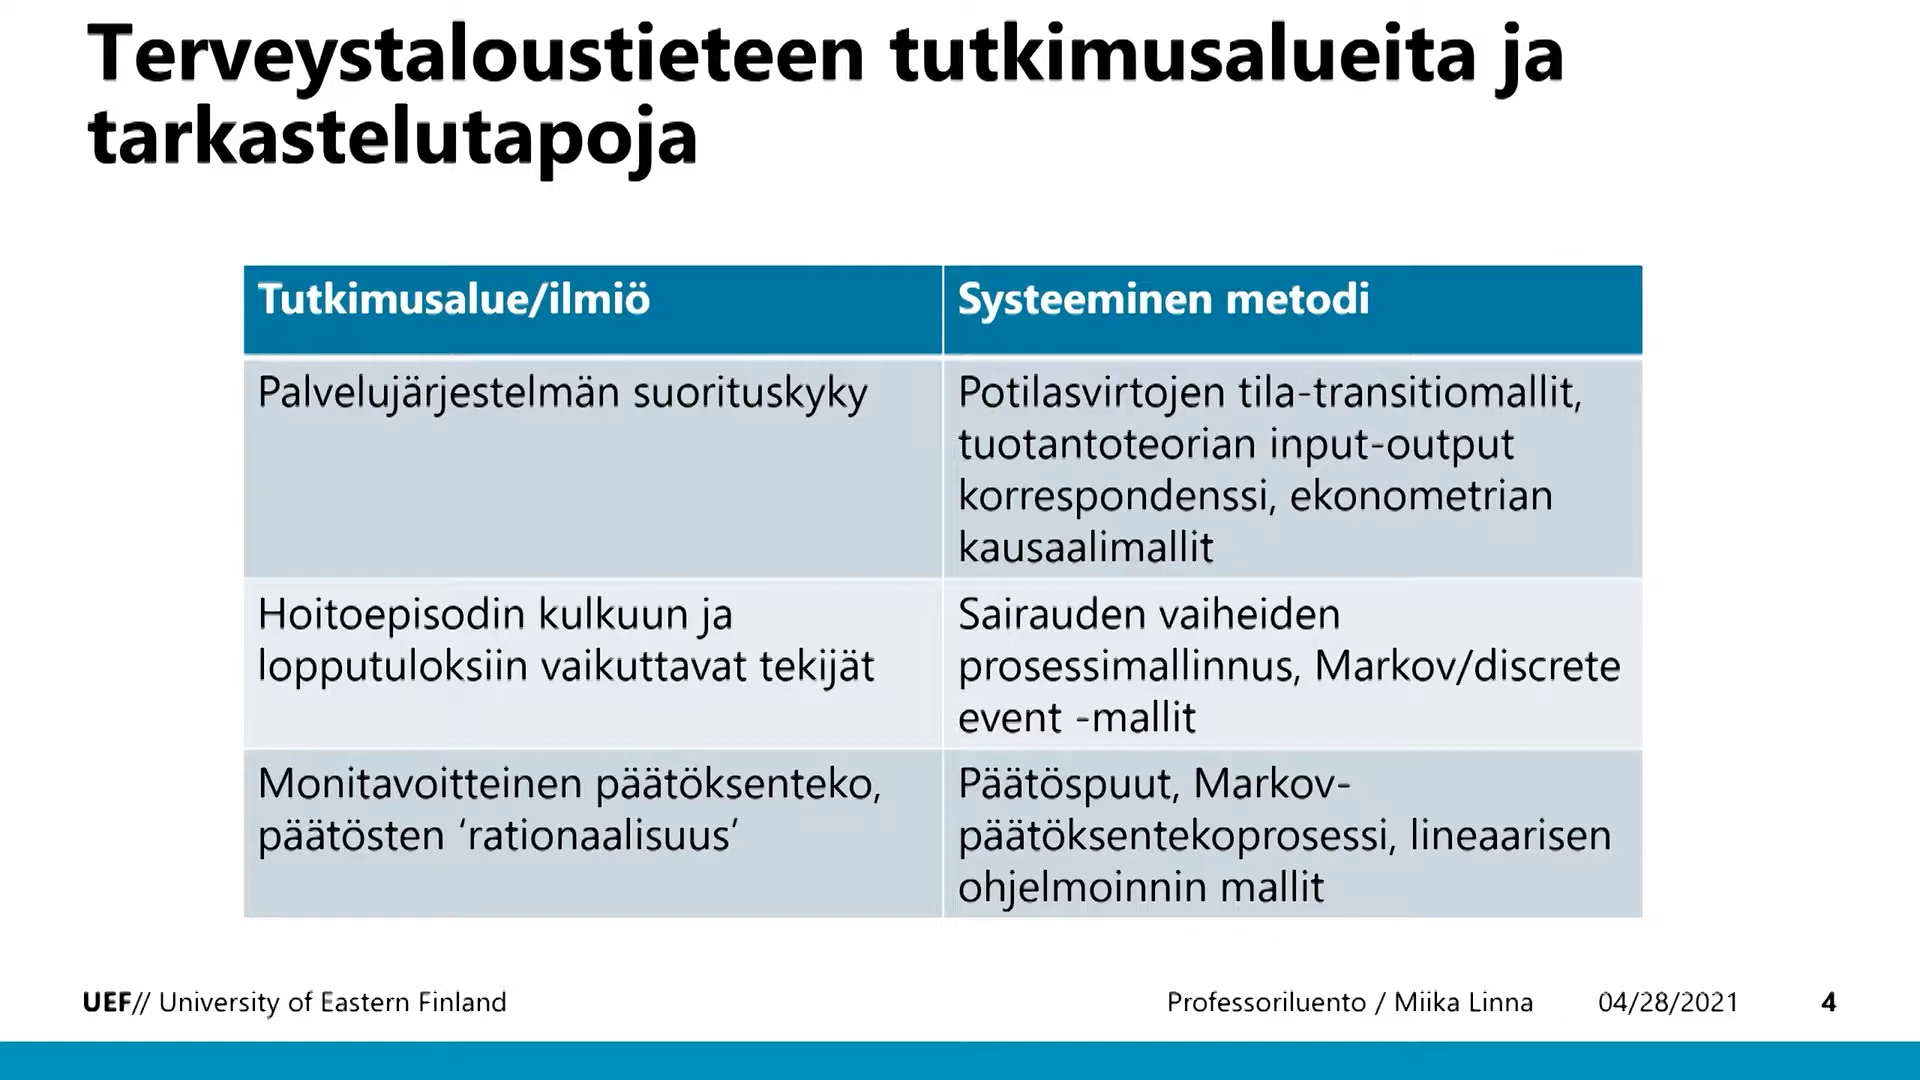 Terveystaloustieteen tutkimusalueita ja
tarkastelutapoja
Tutkimusalue/ilmiö
Systeeminen metodi
Palvelujärjestelmän suorituskyky
Potilasvirtojen tila-transitiomallit,
tuotantoteorian input-output
korrespondenssi, ekonometrian
kausaalimallit
Hoitoepisodin kulkuun ja
lopputuloksiin vaikuttavat tekijät
Sairauden vaiheiden
prosessimallinnus, Markov/discrete
event -mallit
Monitavoitteinen päätöksenteko,
päätösten ‘rationaalisuus’
Päätöspuut, Markov-
päätöksentekoprosessi, lineaarisen
ohjelmoinnin mallit
UEF// University of Eastern Finland
Professoriluento / Miika Linna
04/28/2021
4